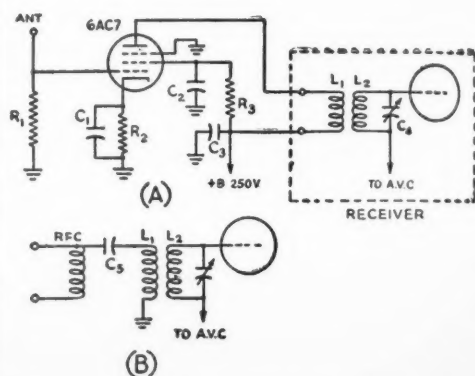 ANT
6AC7
R1
C1
R2
C2
R3
C3
+B 250V
L1 L2
C4
TO A.V.C
RECEIVER
(A)
RFC
C5
L1 L2
TO A.V.C
(B)